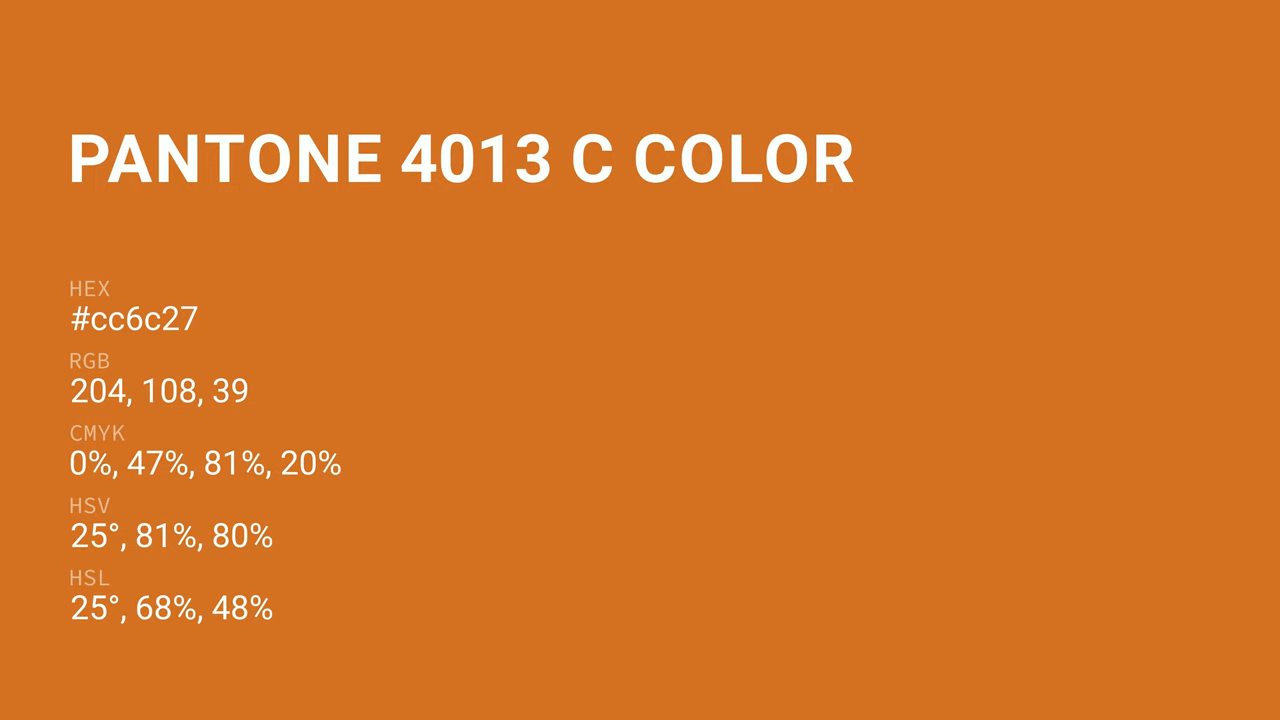 PANTONE 4013 C COLOR
HEX
#cc6c27
RGB
204, 108, 39
CMYK
0%, 47%, 81%, 20%
HSV
25°, 81%, 80%
HSL
25°, 68%, 48%